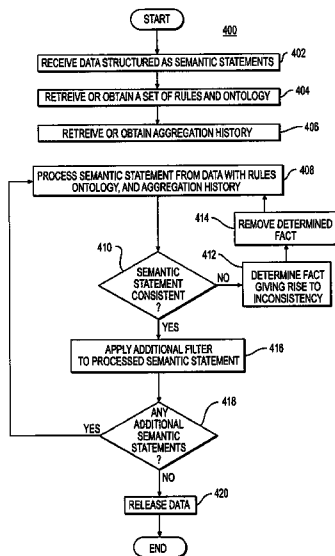 START
400
RECEIVE DATA STRUCTURED AS SEMANTIC STATEMENTS
402
RETREIVE OR OBTAIN A SET OF RULES AND ONTOLOGY
404
RETREIVE OR OBTAIN AGGREGATION HISTORY
406
PROCESS SEMANTIC STATEMENT FROM DATA WITH RULES
ONTOLOGY, AND AGGREGATION HISTORY
408
414
REMOVE DETERMINED
FACT
410
SEMANTIC
STATEMENT
CONSISTENT
?
NO
412
DETERMINE FACT
GIVING RISE TO
INCONSISTENCY
YES
APPLY ADDITIONAL FILTER
TO PROCESSED SEMANTIC STATEMENT
416
418
YES
ANY
ADDITIONAL
SEMANTIC
STATEMENTS
?
NO
420
RELEASE DATA
END